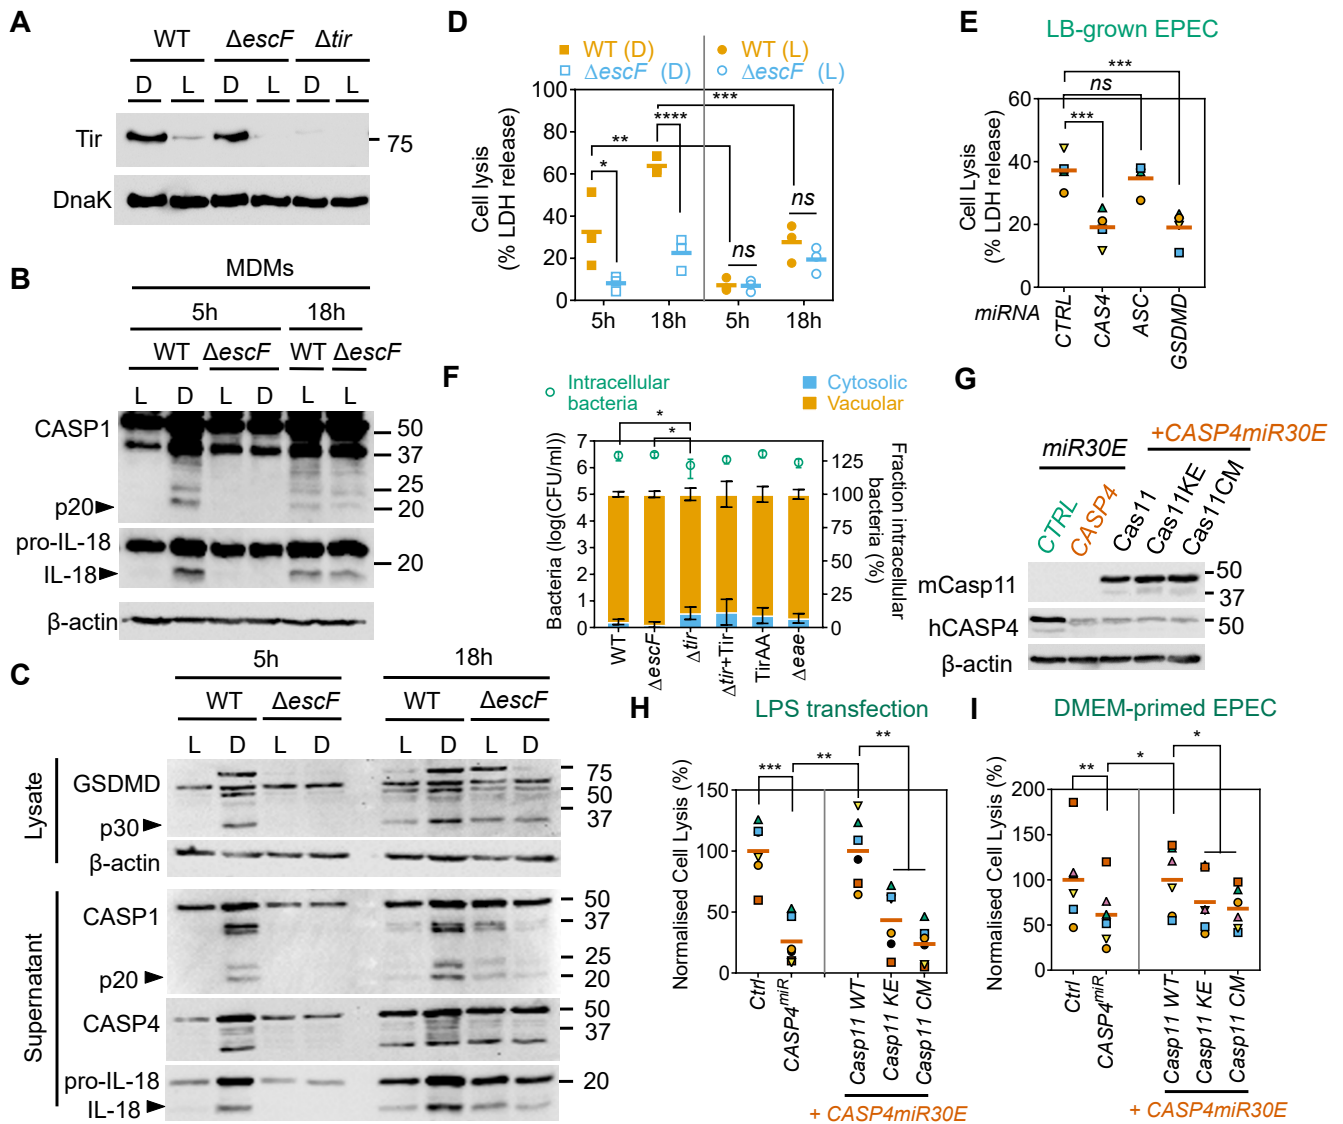 A
WT ΔescF Δtir
D L D L D L
Tir
75
DnaK
B
MDMs
5h 18h
WT ΔescF WT ΔescF
L D L D L L
CASP1
50
37
25
p20
20
pro-IL-18
20
IL-18
β-actin
C
5h 18h
WT ΔescF WT ΔescF
L D L D L D L D
Lysate
GSDMD
75
50
p30
37
β-actin
Supernatant
CASP1
50
37
25
p20
20
CASP4
50
37
pro-IL-18
20
IL-18
D
WT (D) WT (L)
ΔescF (D) ΔescF (L)
Cell lysis
(% LDH release)
100
80
60
40
20
0
*** **** ** * ns ns
5h 18h 5h 18h
E
LB-grown EPEC
Cell Lysis
(% LDH release)
60
40
20
0
*** ns ***
miRNA
CTRL CAS4 ASC GSDMD
F
Intracellular
bacteria
Cytosolic
Vacuolar
Bacteria (log(CFU/ml))
7
6
5
4
3
2
1
0
* *
125
100
75
50
25
0
Fraction intracellular
bacteria (%)
WT ΔescF Δtir Δtir+Tir TirAA Δeae
G
miR30E +CASP4miR30E
CTRL CASP4 Cas11 Cas11KE Cas11CM
mCasp11
50
37
hCASP4
50
β-actin
H
LPS transfection
Normalised Cell Lysis (%)
150
100
50
0
*** ** **
Ctrl CASP4miR Casp11 WT Casp11 KE Casp11 CM
+ CASP4miR30E
I
DMEM-primed EPEC
Normalised Cell Lysis (%)
200
150
100
50
0
** * *
Ctrl CASP4miR Casp11 WT Casp11 KE Casp11 CM
+ CASP4miR30E